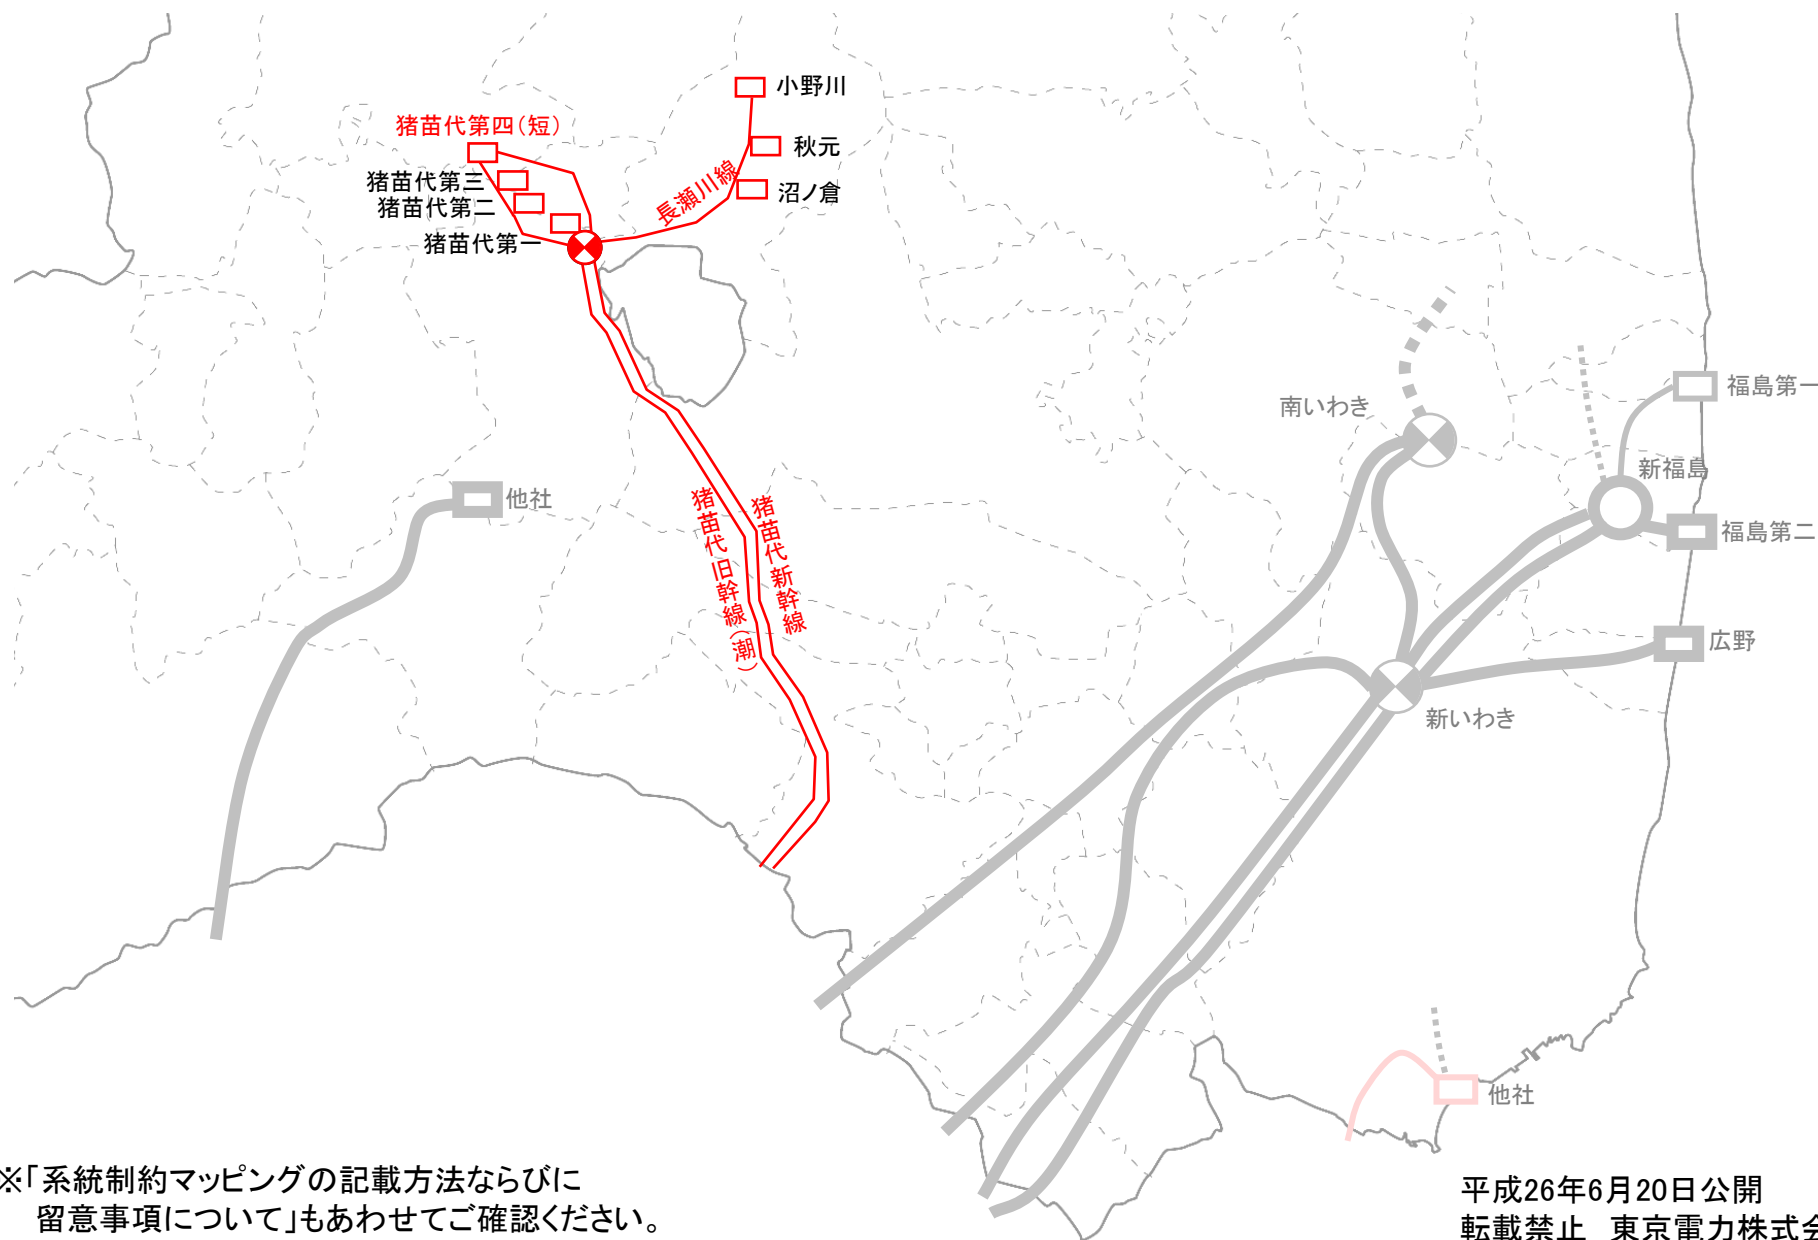 小野川
猪苗代第四(短)
秋元
猪苗代第三
長瀬川線
沼ノ倉
猪苗代第二
猪苗代第一
福島第一
南いわき
新福島
他社
猪苗代旧幹線(潮)
猪苗代新幹線
福島第二
広野
新いわき
他社
※「系統制約マッピングの記載方法ならびに
留意事項について」もあわせてご確認ください。
平成26年6月20日公開
転載禁止 東京電力株式会